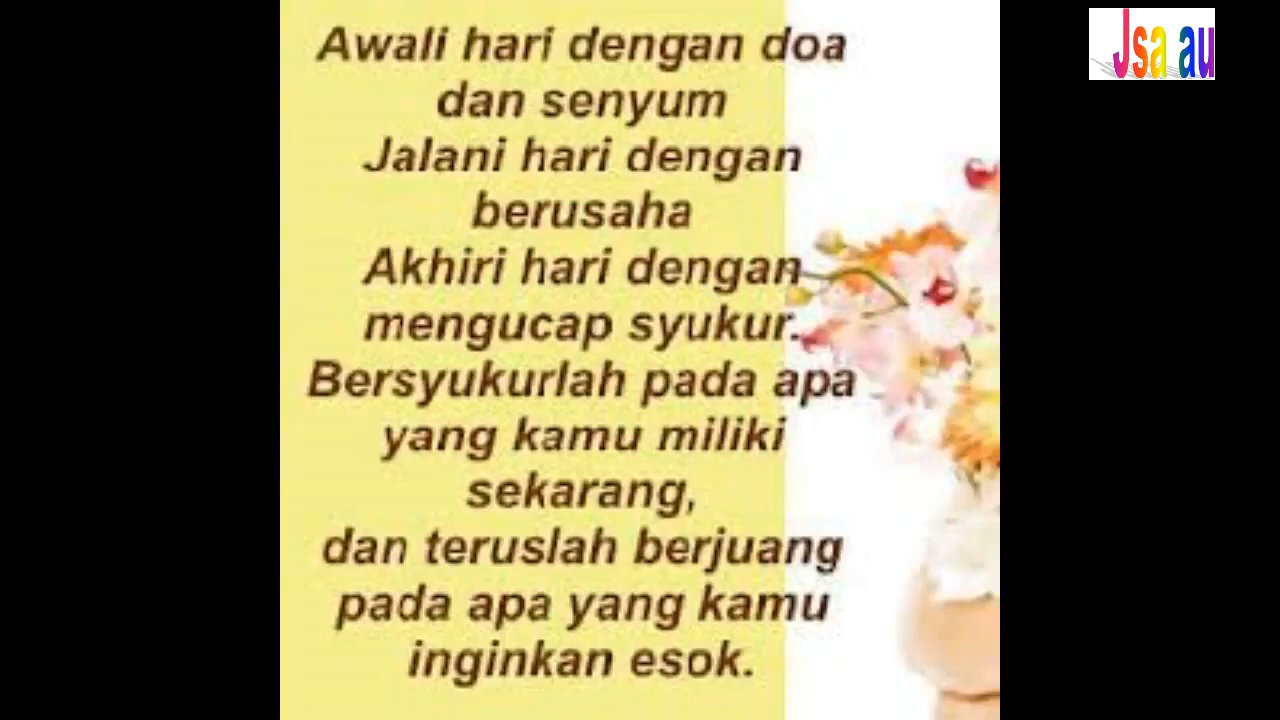 Jsa au
Awali hari dengan doa
dan senyum
Jalani hari dengan
berusaha
Akhiri hari dengan
mengucap syukur.
Bersyukurlah pada apa
yang kamu miliki
sekarang,
dan teruslah berjuang
pada apa yang kamu
inginkan esok.